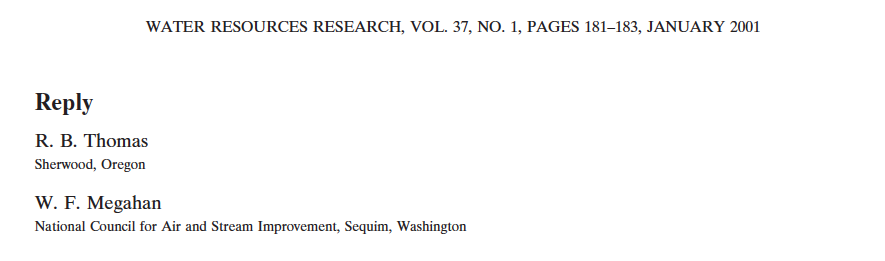 WATER RESOURCES RESEARCH, VOL. 37, NO. 1, PAGES 181–183, JANUARY 2001
Reply
R. B. Thomas
Sherwood, Oregon
W. F. Megahan
National Council for Air and Stream Improvement, Sequim, Washington